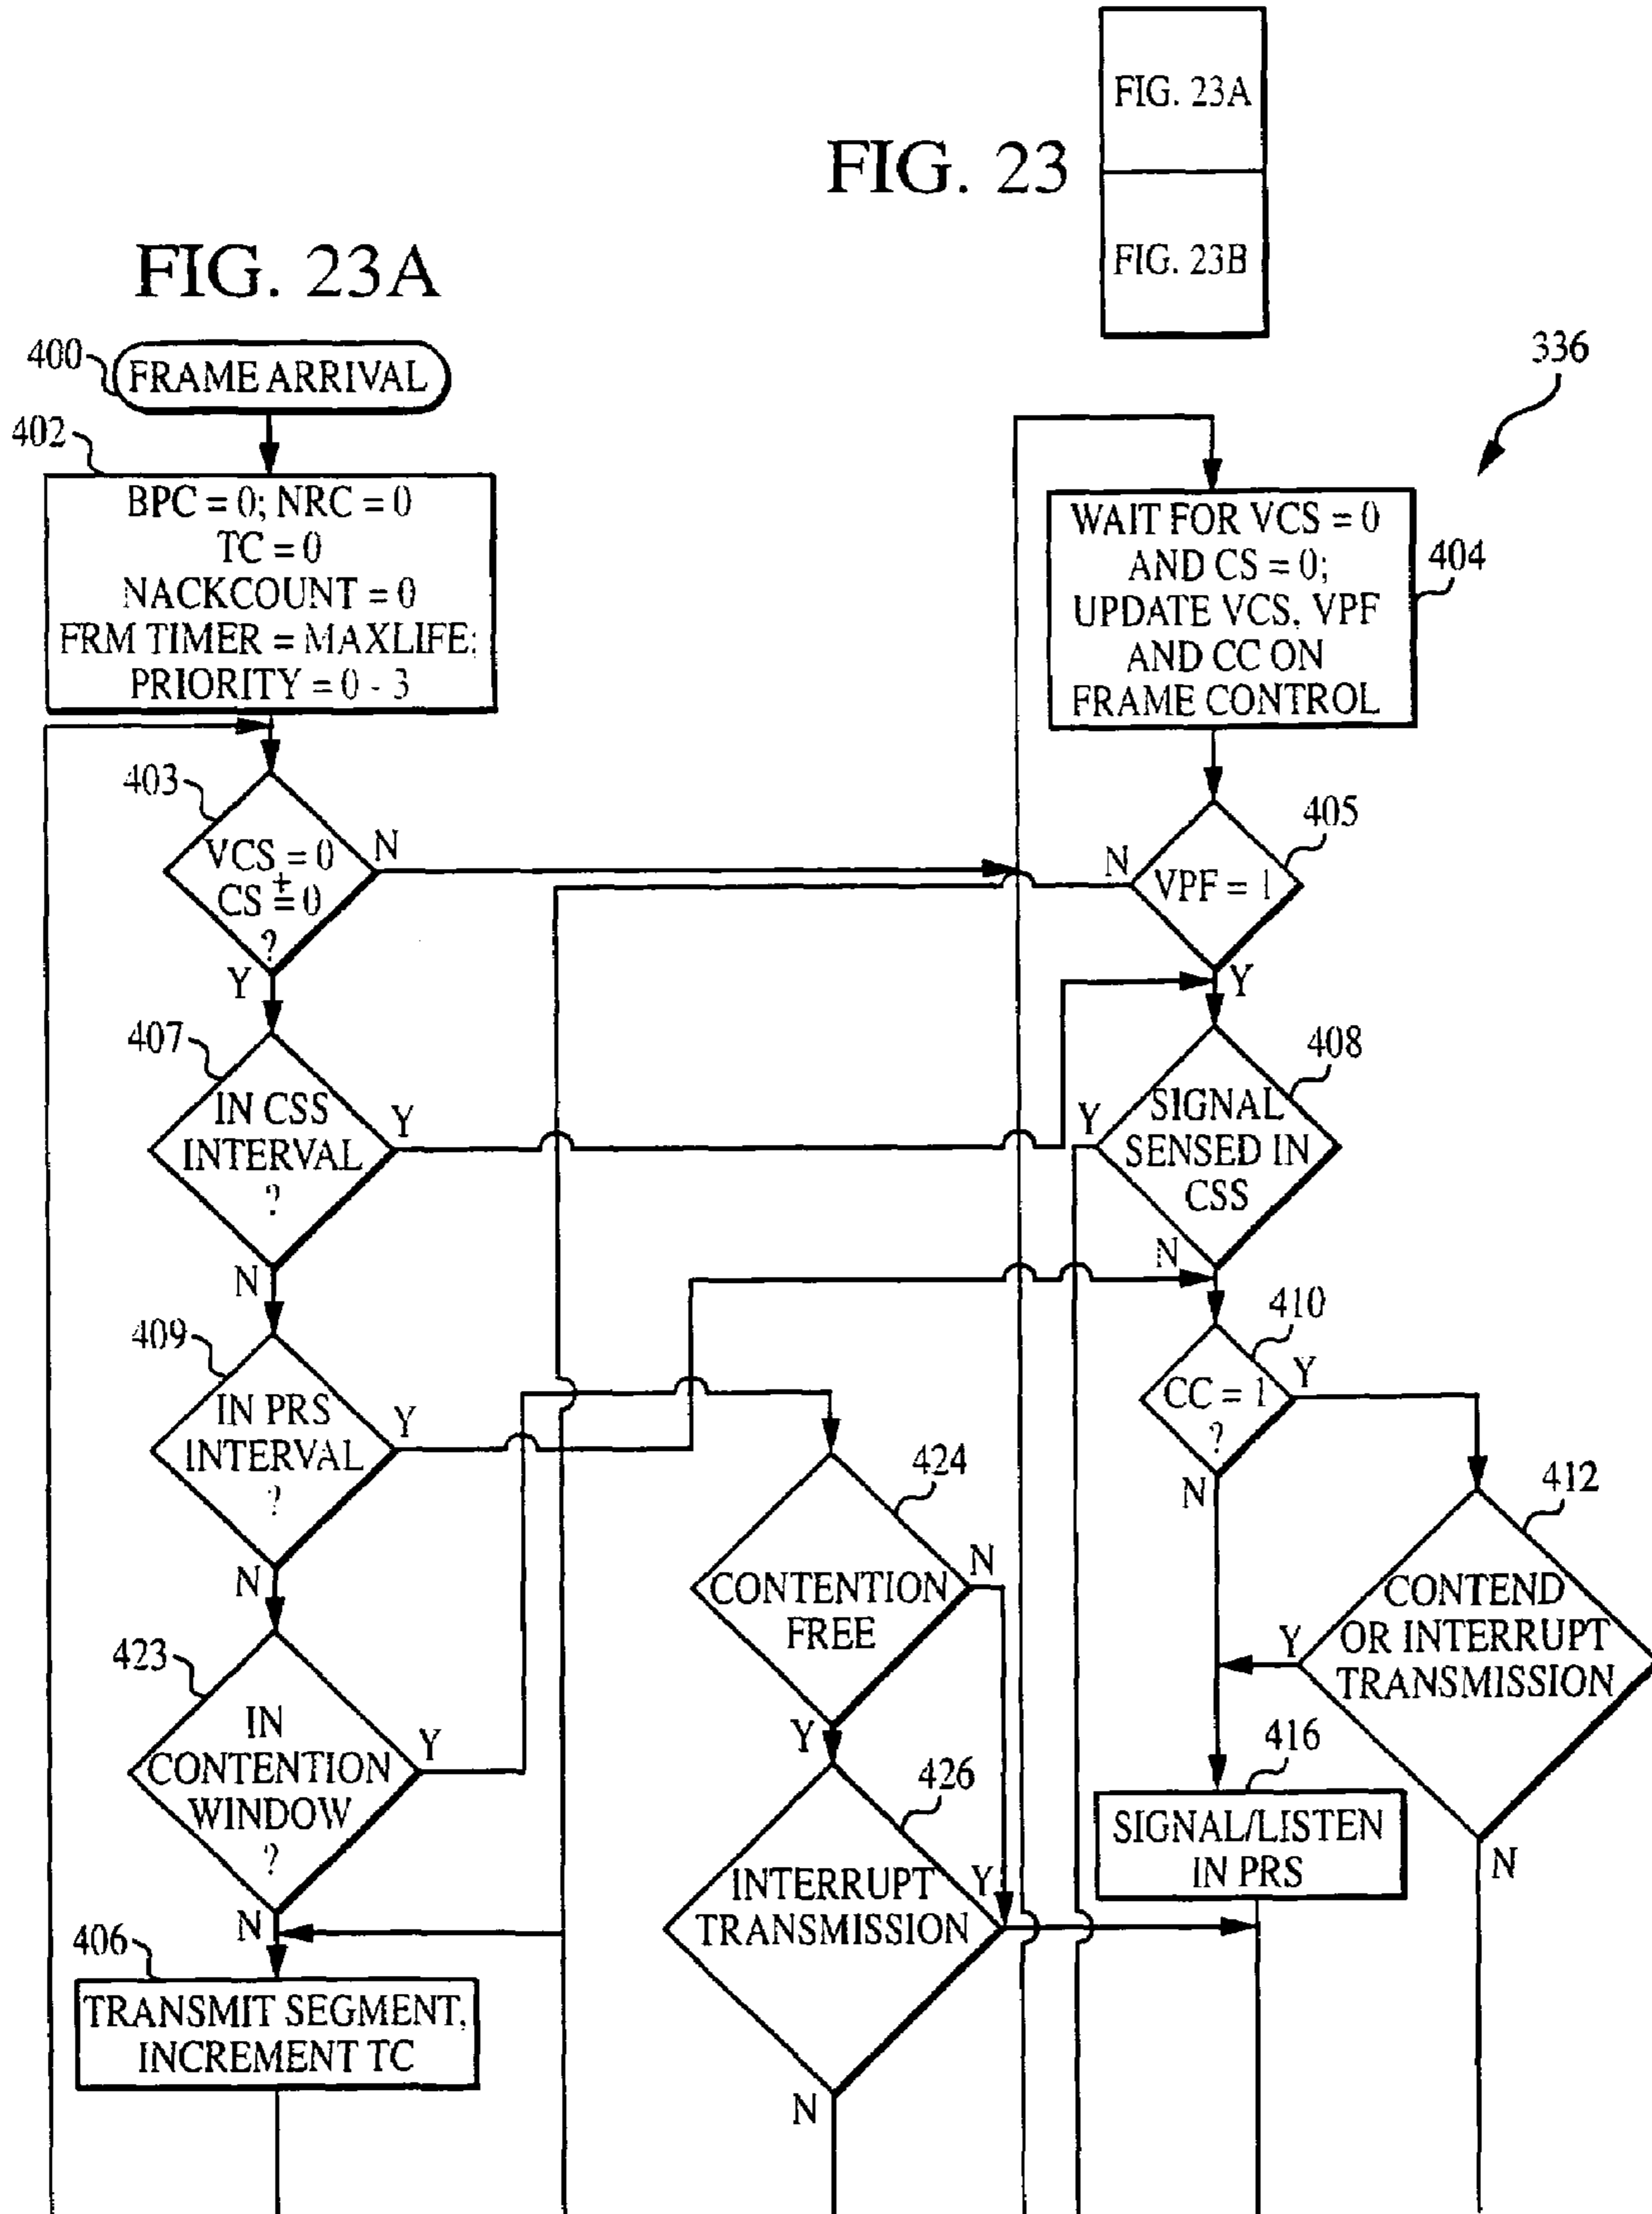 FIG. 23
FIG. 23A
FIG. 23B
FIG. 23A
336
400
FRAME ARRIVAL
402
BPC = 0; NRC = 0
TC = 0
NACKCOUNT = 0
FRM TIMER = MAXLIFE;
PRIORITY = 0 - 3
403
VCS = 0
+
CS = 0
?
N
Y
407
IN CSS
INTERVAL
?
Y
N
409
IN PRS
INTERVAL
?
Y
N
423
IN
CONTENTION
WINDOW
?
Y
N
406
TRANSMIT SEGMENT,
INCREMENT TC
424
CONTENTION
FREE
N
Y
426
INTERRUPT
TRANSMISSION
Y
N
WAIT FOR VCS = 0
AND CS = 0;
UPDATE VCS, VPF
AND CC ON
FRAME CONTROL
404
405
VPF = 1
N
Y
408
SIGNAL
SENSED IN
CSS
Y
N
410
CC = 1
?
Y
N
412
CONTEND
OR INTERRUPT
TRANSMISSION
Y
N
416
SIGNAL/LISTEN
IN PRS